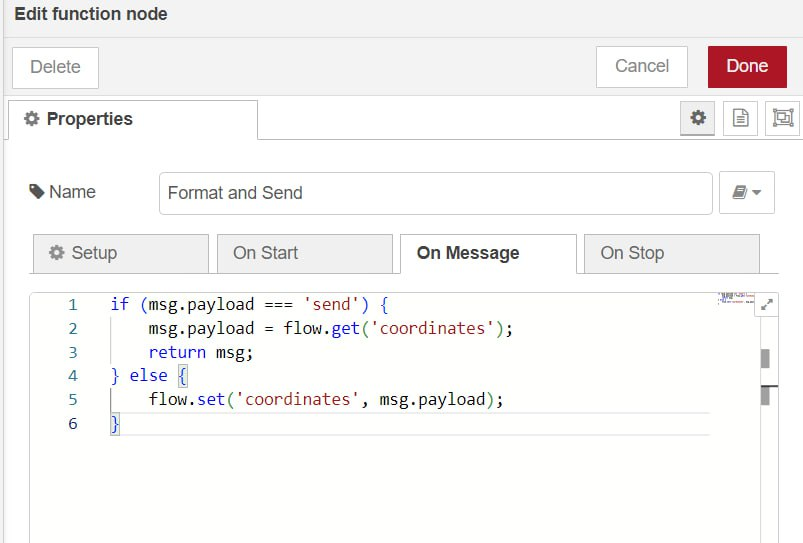 Edit function node
Delete Cancel Done
Properties
Name Format and Send
Setup On Start On Message On Stop
1 if (msg.payload === 'send') {
2     msg.payload = flow.get('coordinates');
3     return msg;
4 } else {
5     flow.set('coordinates', msg.payload);
6 }